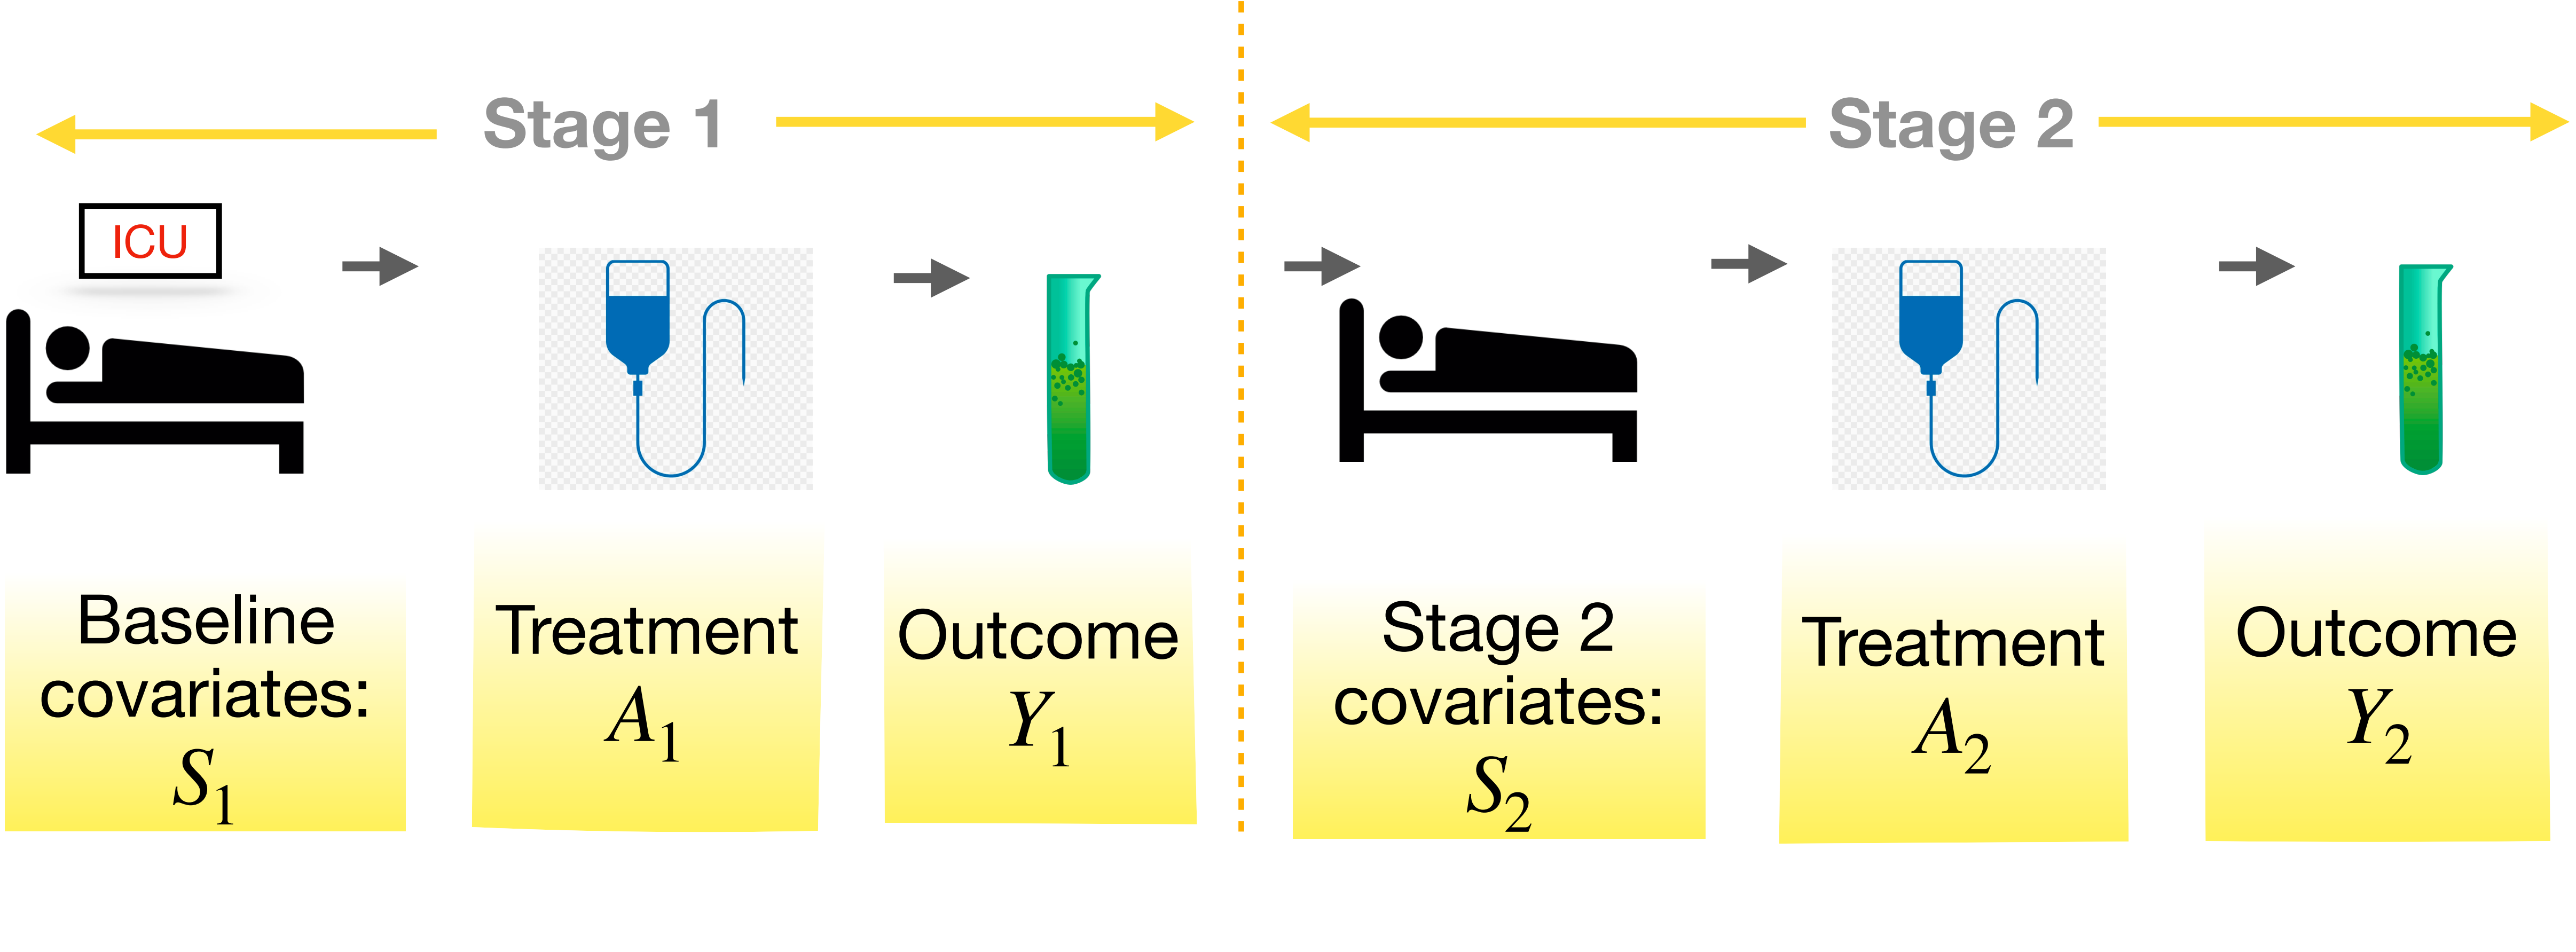 Stage 1
Stage 2
ICU
Baseline
covariates:
S₁
Treatment
A₁
Outcome
Y₁
Stage 2
covariates:
S₂
Treatment
A₂
Outcome
Y₂